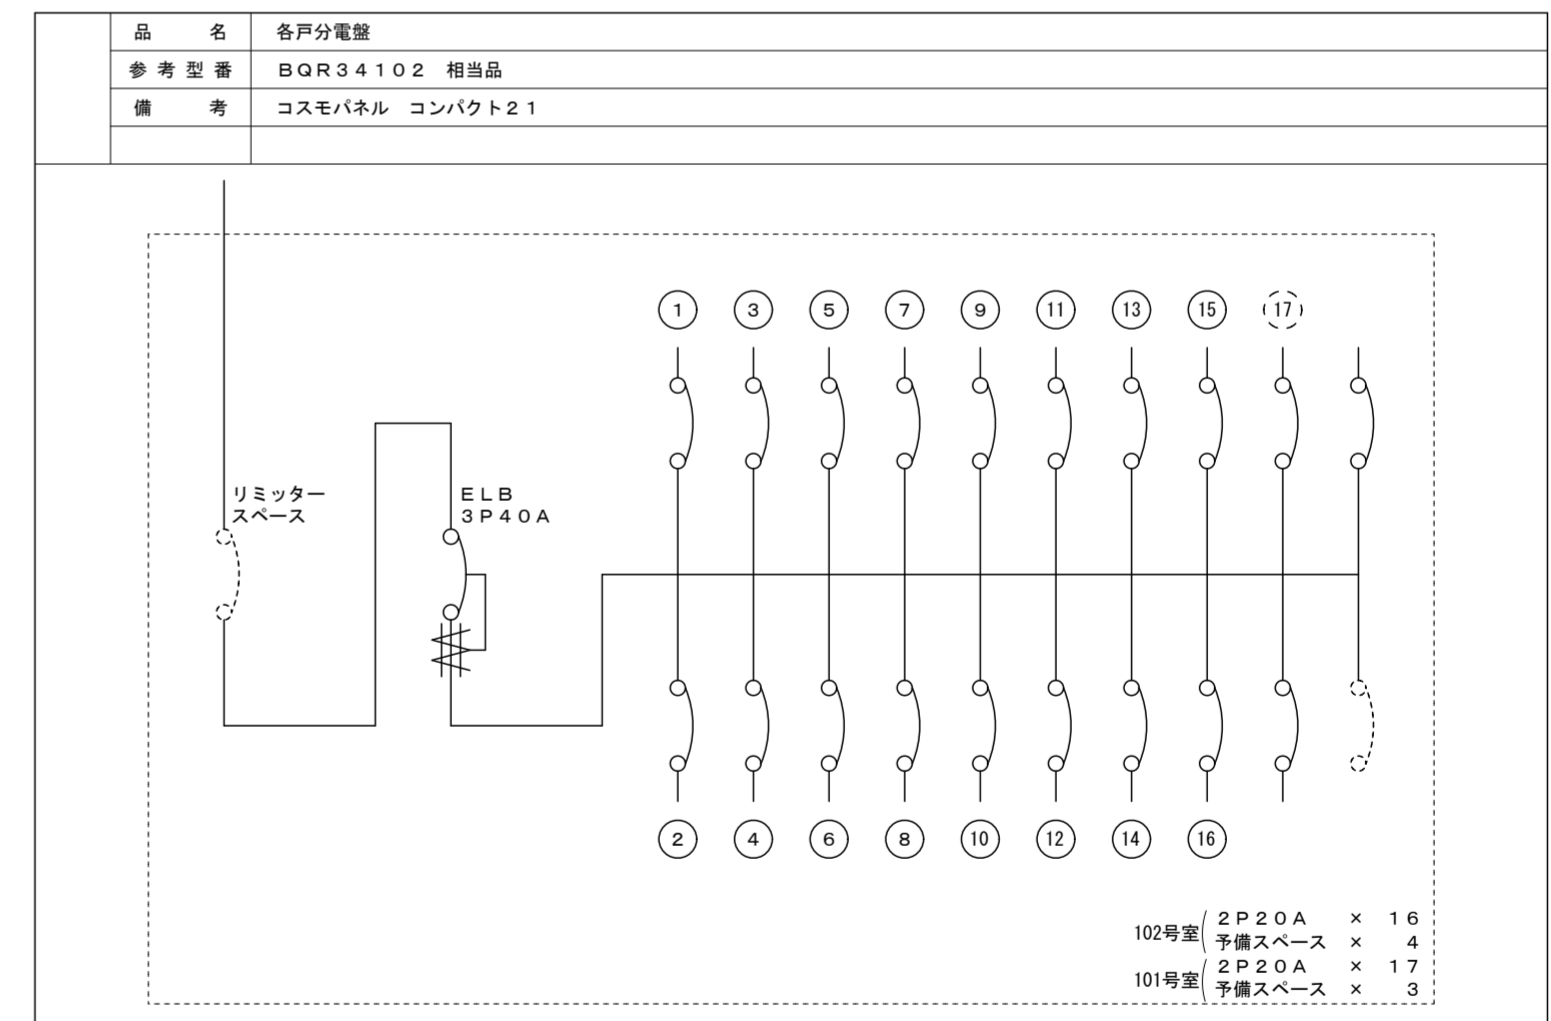 品　名　各戸分電盤
参考型番　ＢＱＲ３４１０２　相当品
備　考　コスモパネル　コンパクト２１
1 3 5 7 9 11 13 15 17
リミッター
スペース
ＥＬＢ
３Ｐ４０Ａ
2 4 6 8 10 12 14 16
102号室
２Ｐ２０Ａ　×　１６
予備スペース　×　４
101号室
２Ｐ２０Ａ　×　１７
予備スペース　×　３